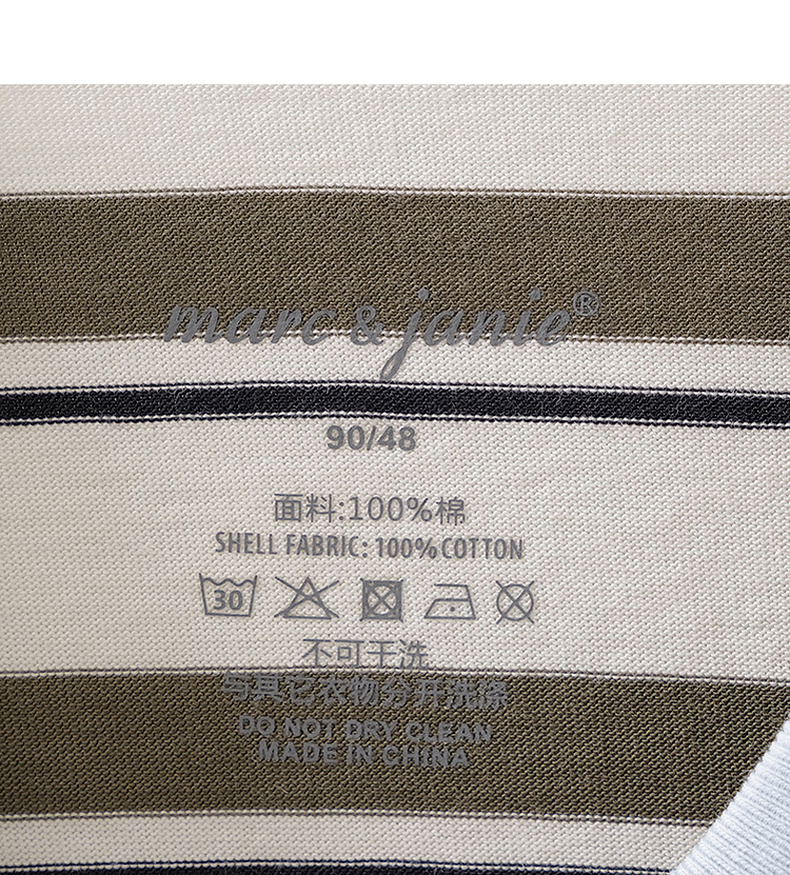 marc & janie®
90/48
面料:100%棉
SHELL FABRIC: 100% COTTON
30
不可干洗
与其它衣物分开洗涤
DO NOT DRY CLEAN
MADE IN CHINA